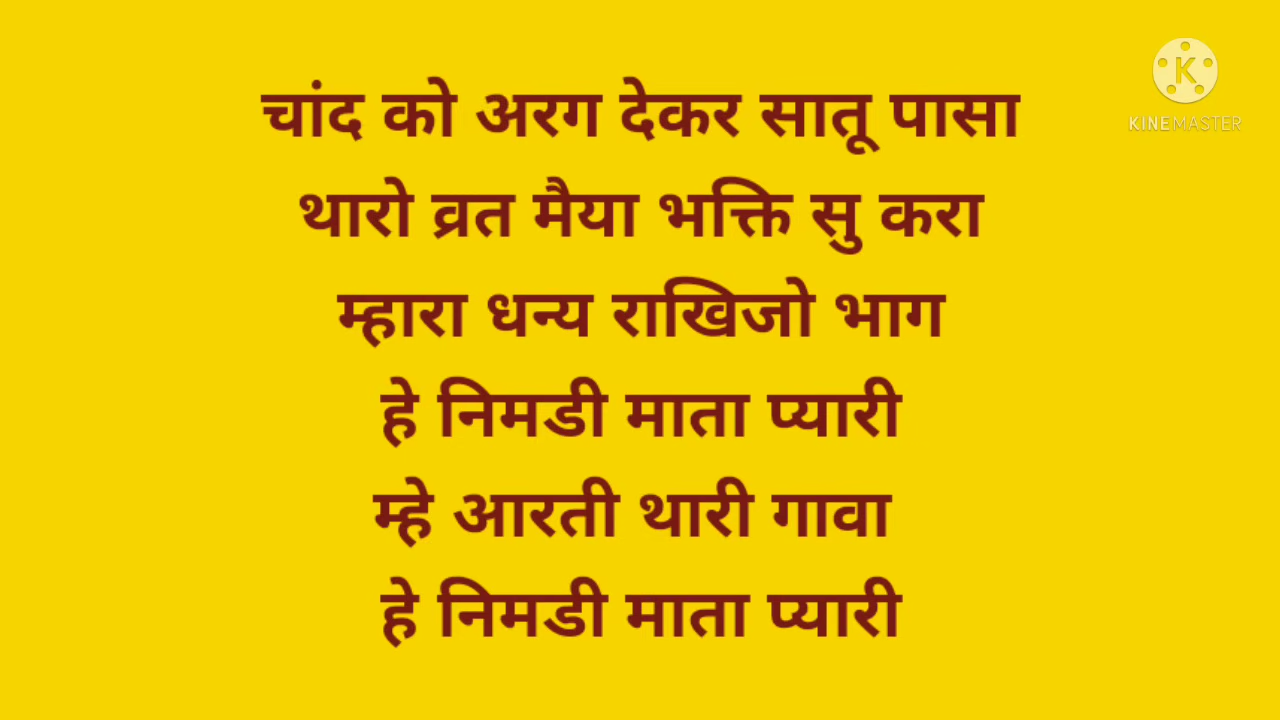 चांद को अरग देकर सातू पासा
थारो व्रत मैया भक्ति सु करा
म्हारा धन्य राखिजो भाग
हे निमडी माता प्यारी
म्हे आरती थारी गावा
हे निमडी माता प्यारी
K
KINEMASTER